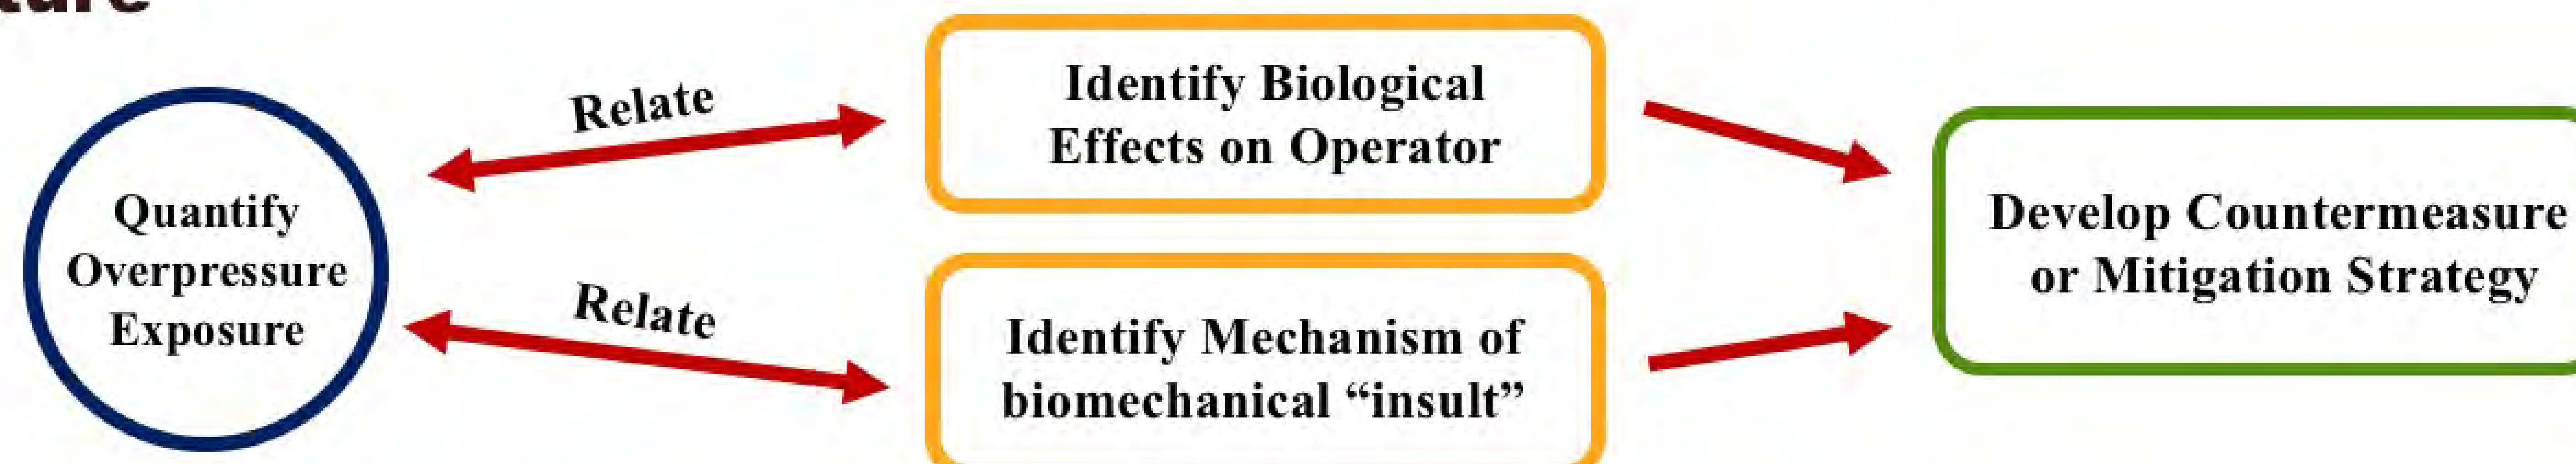 Quantify
Overpressure
Exposure
Relate
Relate
Identify Biological
Effects on Operator
Identify Mechanism of
biomechanical “insult”
Develop Countermeasure
or Mitigation Strategy